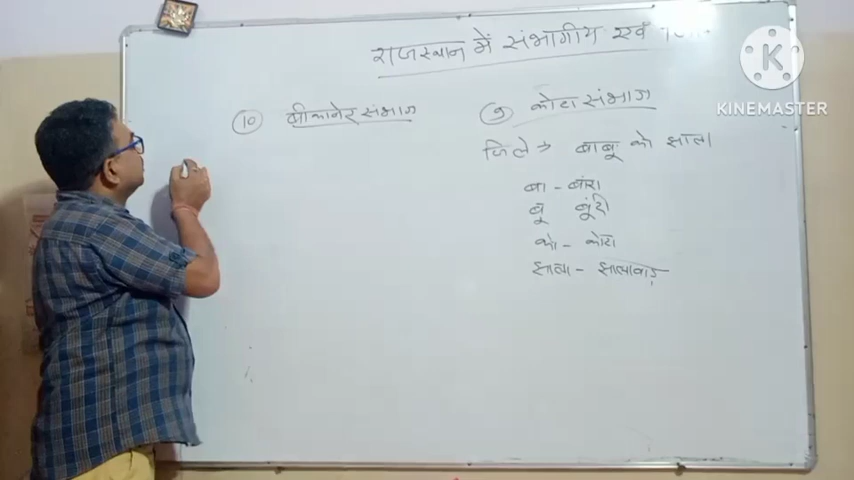 राजस्थान में संभागीय एवं
⑩ बीकानेर संभाग
⑨ कोटा संभाग
जिले → बाबू को झाला
बा - बांरा
बू बूंदी
को - कोटा
झाला - झालावाड़
KINEMASTER